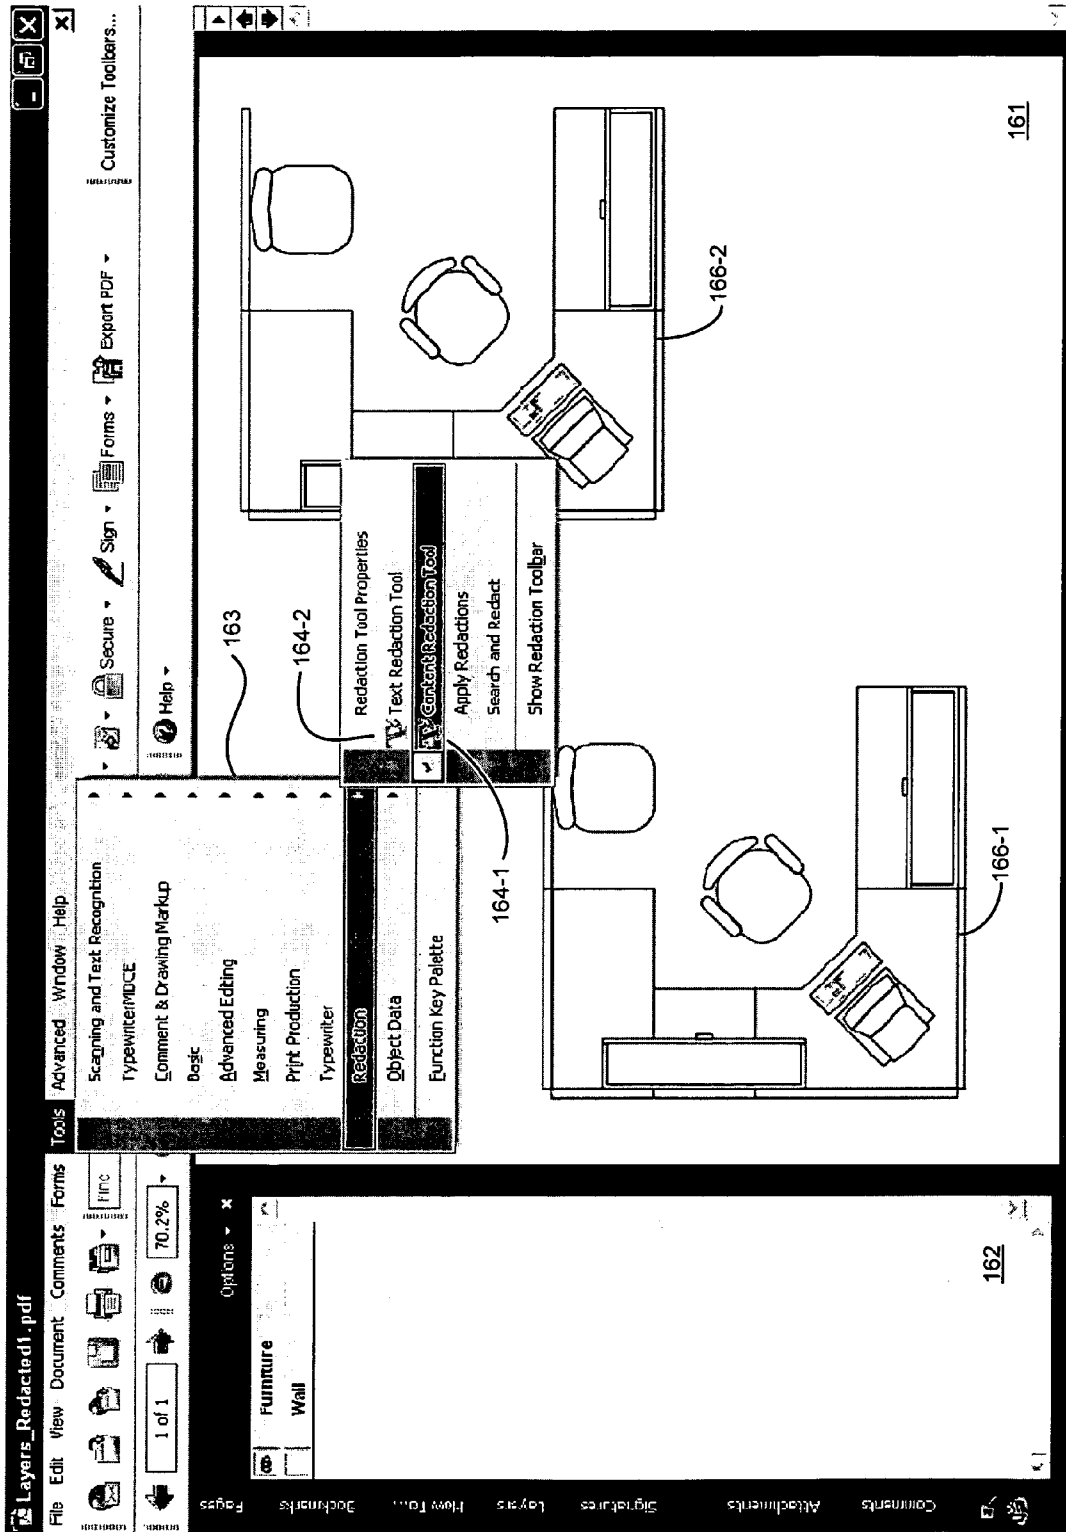 Layers_Redacted1.pdf
File Edit View Document Comments Forms Tools Advanced Window Help
Find
Secure
Sign
Forms
Export PDF
Customize Toolbars...
1 of 1
70.2%
Help
Options
Furniture
Wall
Pages
Bookmarks
How To...
Layers
Signatures
Attachments
Comments
162
Scanning and Text Recognition
TypewriterMDCE
Comment & Drawing Markup
Basic
Advanced Editing
Measuring
Print Production
Typewriter
Redaction
Object Data
Function Key Palette
163
164-2
Redaction Tool Properties
Text Redaction Tool
Content Redaction Tool
Apply Redactions
Search and Redact
Show Redaction Toolbar
164-1
166-1
166-2
161